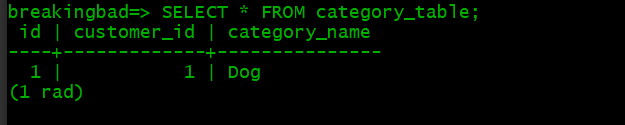 breakingbad=> SELECT * FROM category_table;
 id | customer_id | category_name
----+-------------+---------------
  1 |           1 | Dog
(1 rad)